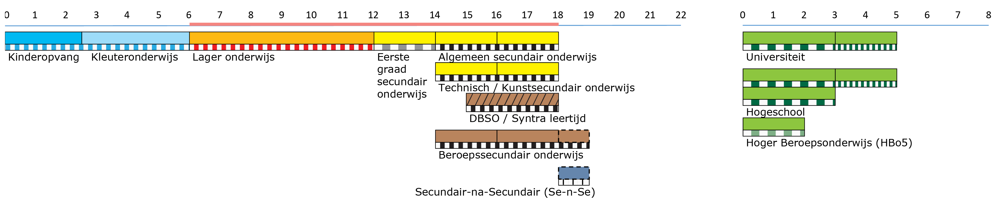 0 1 2 3 4 5 6 7 8 9 10 11 12 13 14 15 16 17 18 19 20 21 22
0 1 2 3 4 5 6 7 8
Kinderopvang
Kleuteronderwijs
Lager onderwijs
Eerste
graad
secundair
onderwijs
Algemeen secundair onderwijs
Technisch / Kunstsecundair onderwijs
DBSO / Syntra leertijd
Beroepssecundair onderwijs
Secundair-na-Secundair (Se-n-Se)
Universiteit
Hogeschool
Hoger Beroepsonderwijs (HBo5)